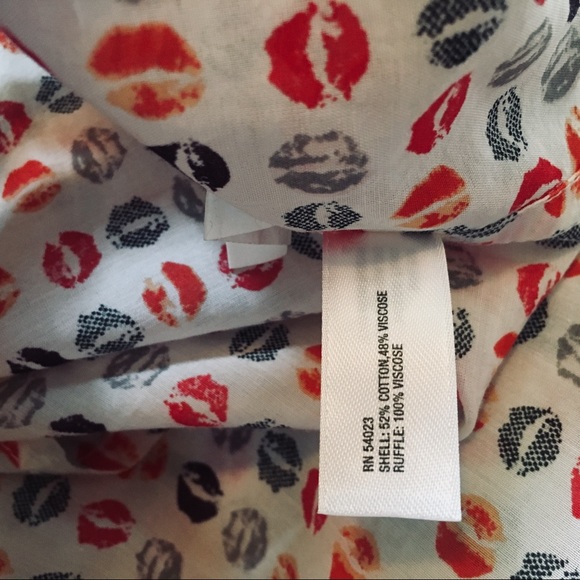 RN 54023
SHELL: 52% COTTON,48% VISCOSE
RUFFLE: 100% VISCOSE